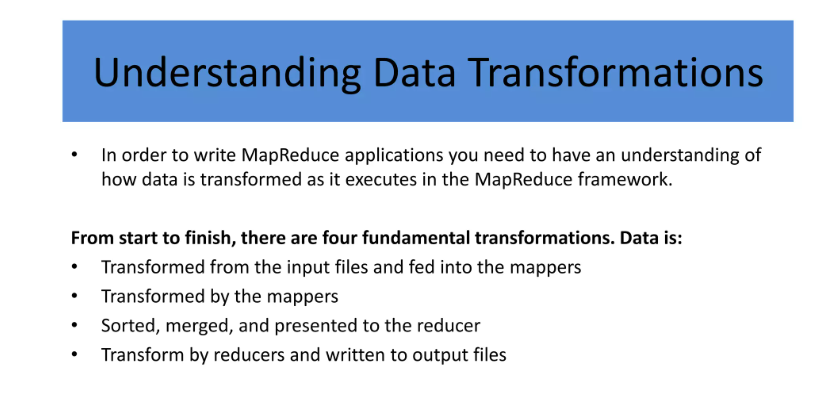 Understanding Data Transformations
• In order to write MapReduce applications you need to have an understanding of
how data is transformed as it executes in the MapReduce framework.
From start to finish, there are four fundamental transformations. Data is:
• Transformed from the input files and fed into the mappers
• Transformed by the mappers
• Sorted, merged, and presented to the reducer
• Transform by reducers and written to output files